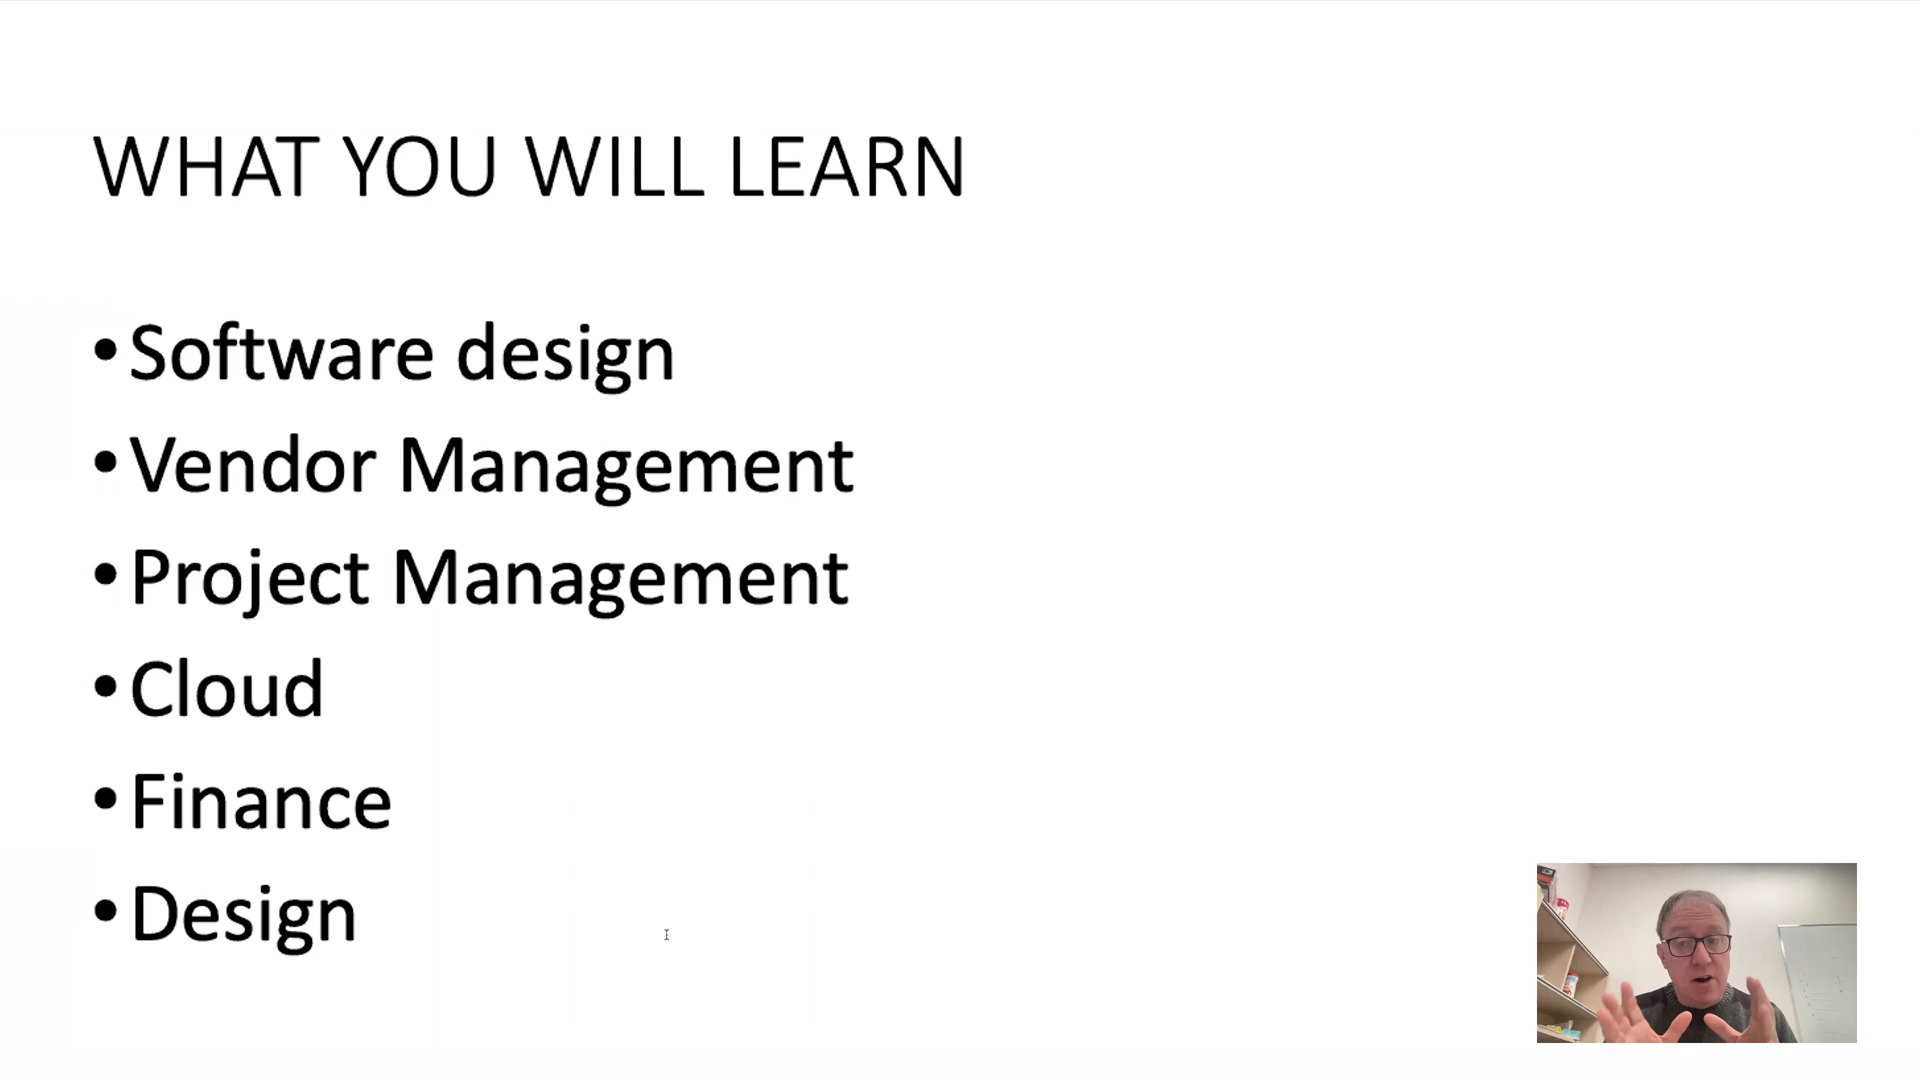 WHAT YOU WILL LEARN
• Software design
• Vendor Management
• Project Management
• Cloud
• Finance
• Design